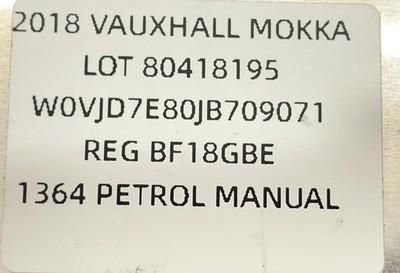 2018 VAUXHALL MOKKA
LOT 80418195
W0VJD7E80JB709071
REG BF18GBE
1364 PETROL MANUAL